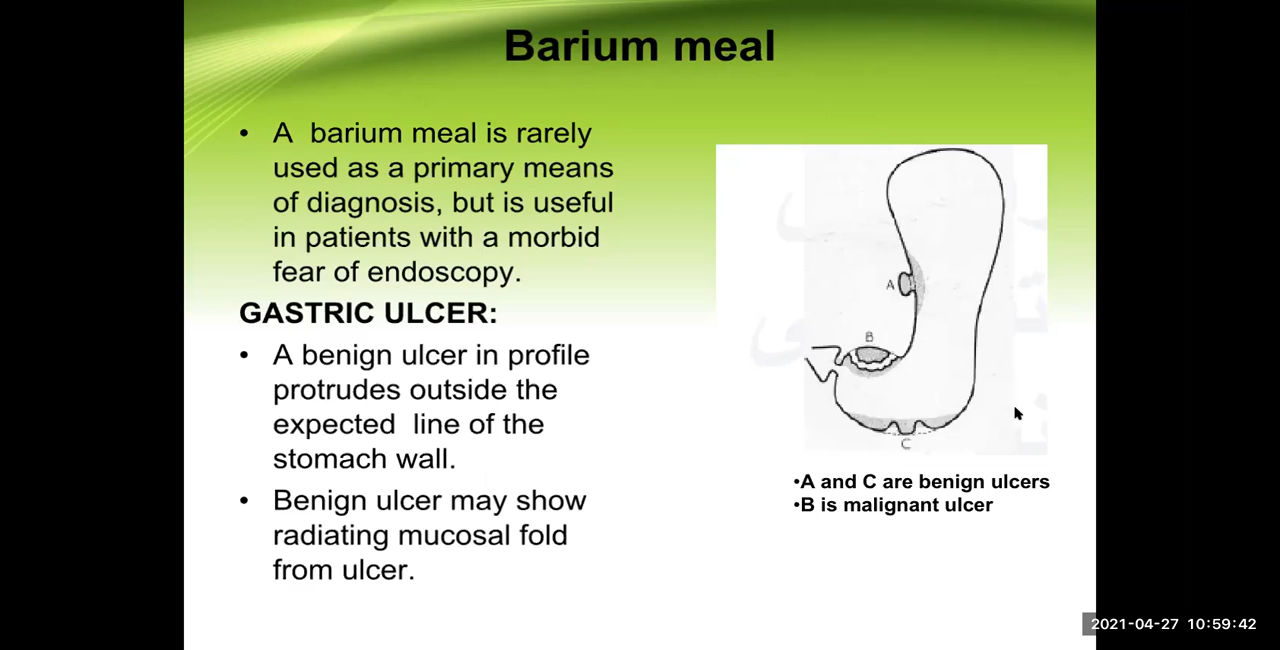 Barium meal
• A barium meal is rarely
used as a primary means
of diagnosis, but is useful
in patients with a morbid
fear of endoscopy.
GASTRIC ULCER:
• A benign ulcer in profile
protrudes outside the
expected line of the
stomach wall.
• Benign ulcer may show
radiating mucosal fold
from ulcer.
A
B
C
•A and C are benign ulcers
•B is malignant ulcer
2021-04-27 10:59:42